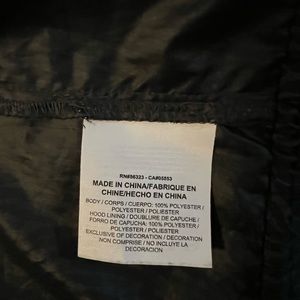 RN#56323 - CA#05553
MADE IN CHINA/FABRIQUE EN
CHINE/HECHO EN CHINA
BODY / CORPS / CUERPO: 100% POLYESTER /
POLYESTER / POLIESTER
HOOD LINING / DOUBLURE DE CAPUCHE /
FORRO DE CAPUCHA: 100% POLYESTER /
POLYESTER / POLIESTER
EXCLUSIVE OF DECORATION / DECORATION
NON COMPRISE / NO INCLUYE LA
DECORACION